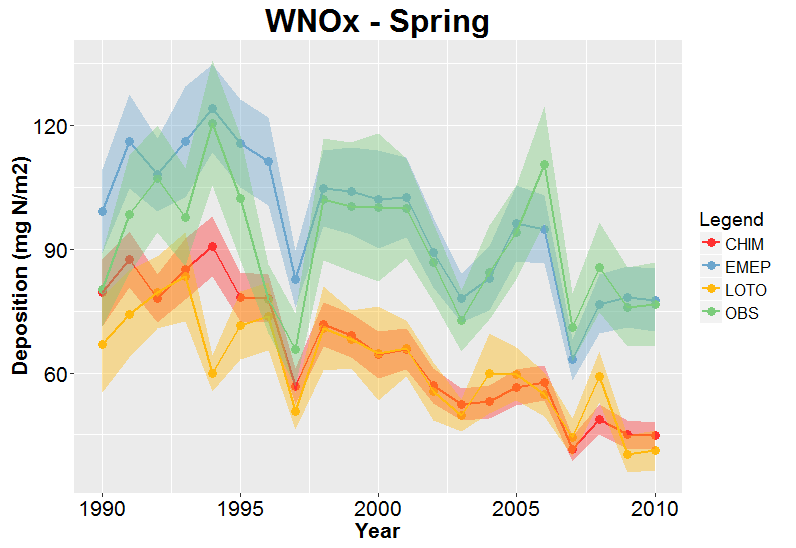 WNOx - Spring
Deposition (mg N/m2)
120
90
60
1990 1995 2000 2005 2010
Year
Legend
CHIM
EMEP
LOTO
OBS